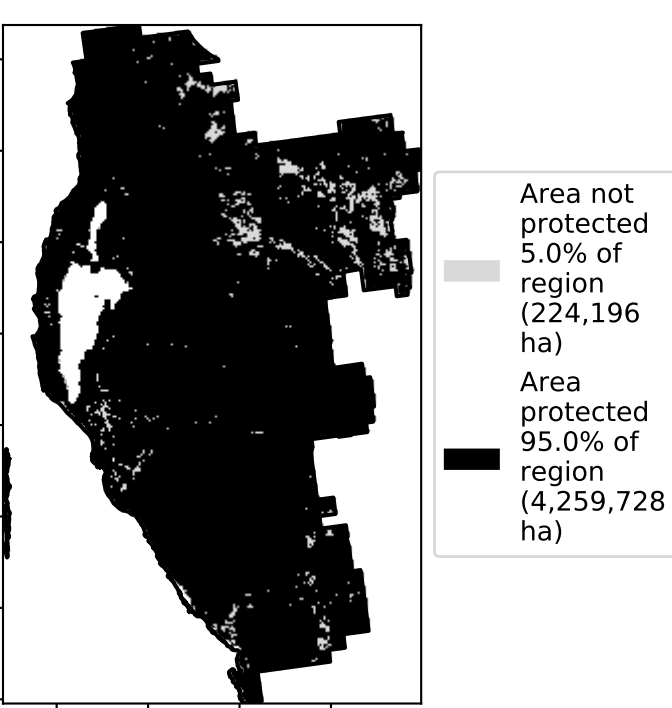 Area not
protected
5.0% of
region
(224,196
ha)
Area
protected
95.0% of
region
(4,259,728
ha)